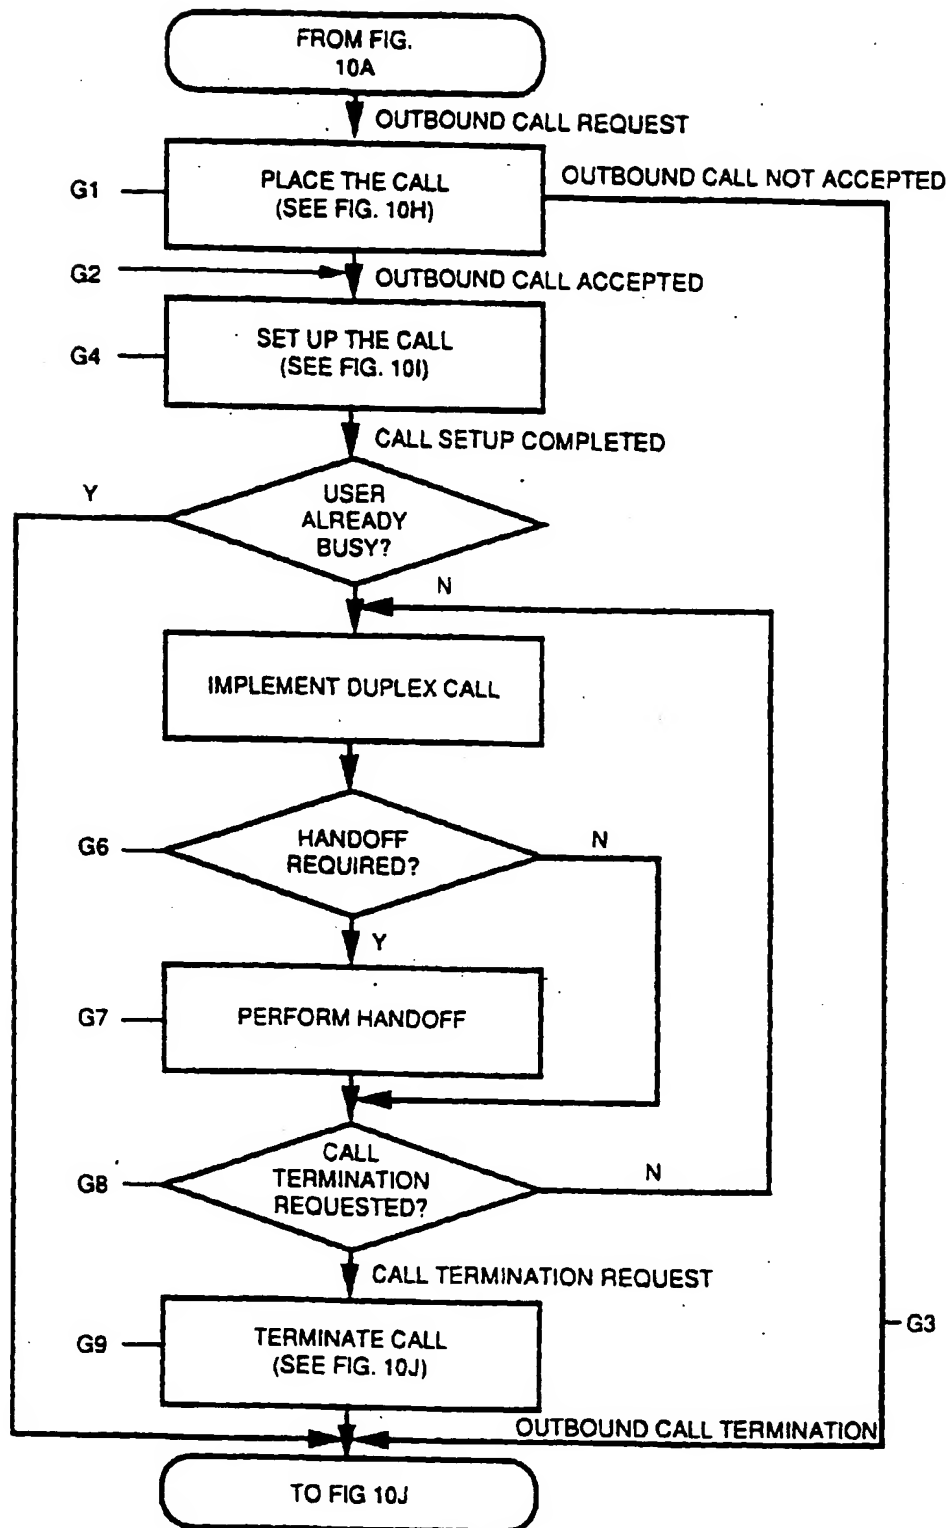 FROM FIG.
10A
OUTBOUND CALL REQUEST
G1
PLACE THE CALL
(SEE FIG. 10H)
OUTBOUND CALL NOT ACCEPTED
G2
OUTBOUND CALL ACCEPTED
G4
SET UP THE CALL
(SEE FIG. 10I)
CALL SETUP COMPLETED
Y
USER
ALREADY
BUSY?
N
IMPLEMENT DUPLEX CALL
G6
HANDOFF
REQUIRED?
N
Y
G7
PERFORM HANDOFF
G8
CALL
TERMINATION
REQUESTED?
N
CALL TERMINATION REQUEST
G9
TERMINATE CALL
(SEE FIG. 10J)
G3
OUTBOUND CALL TERMINATION
TO FIG 10J